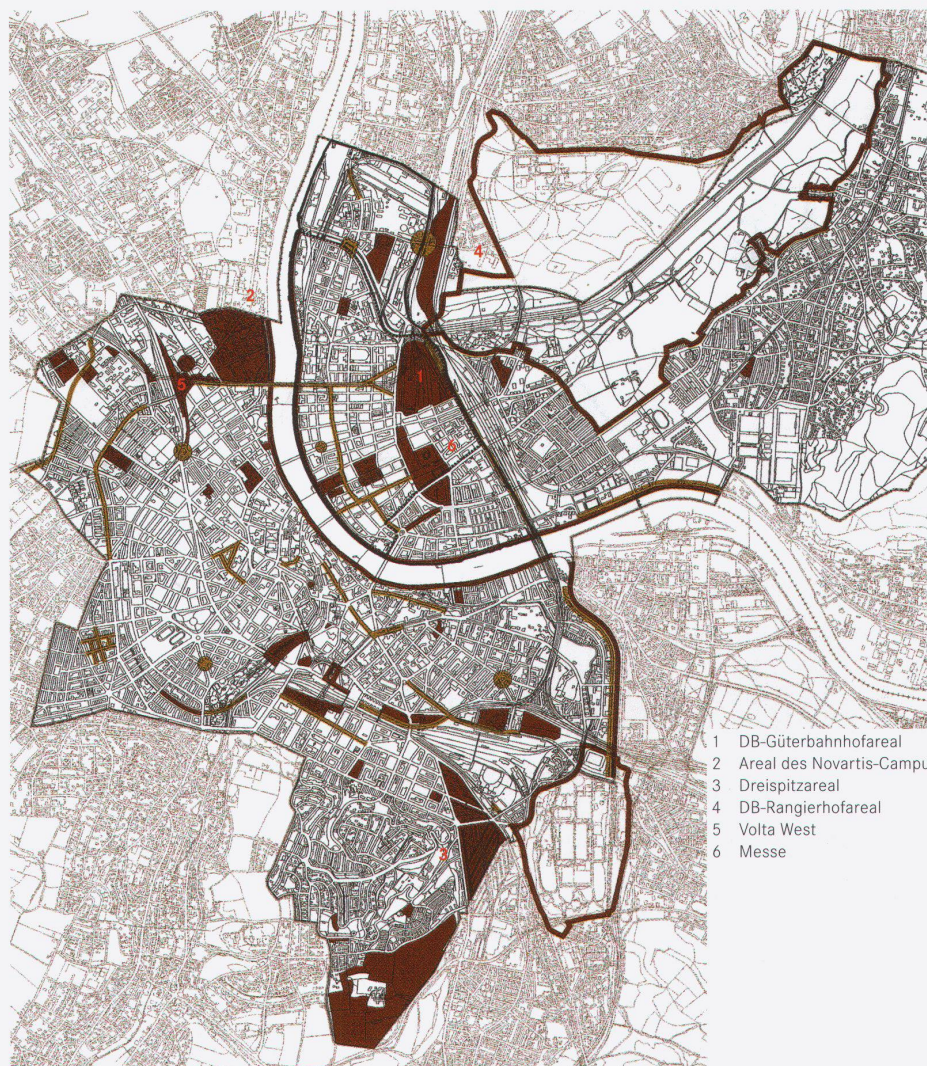 2
4
5
1
6
3
1 DB-Güterbahnhofareal
2 Areal des Novartis-Campu
3 Dreispitzareal
4 DB-Rangierhofareal
5 Volta West
6 Messe